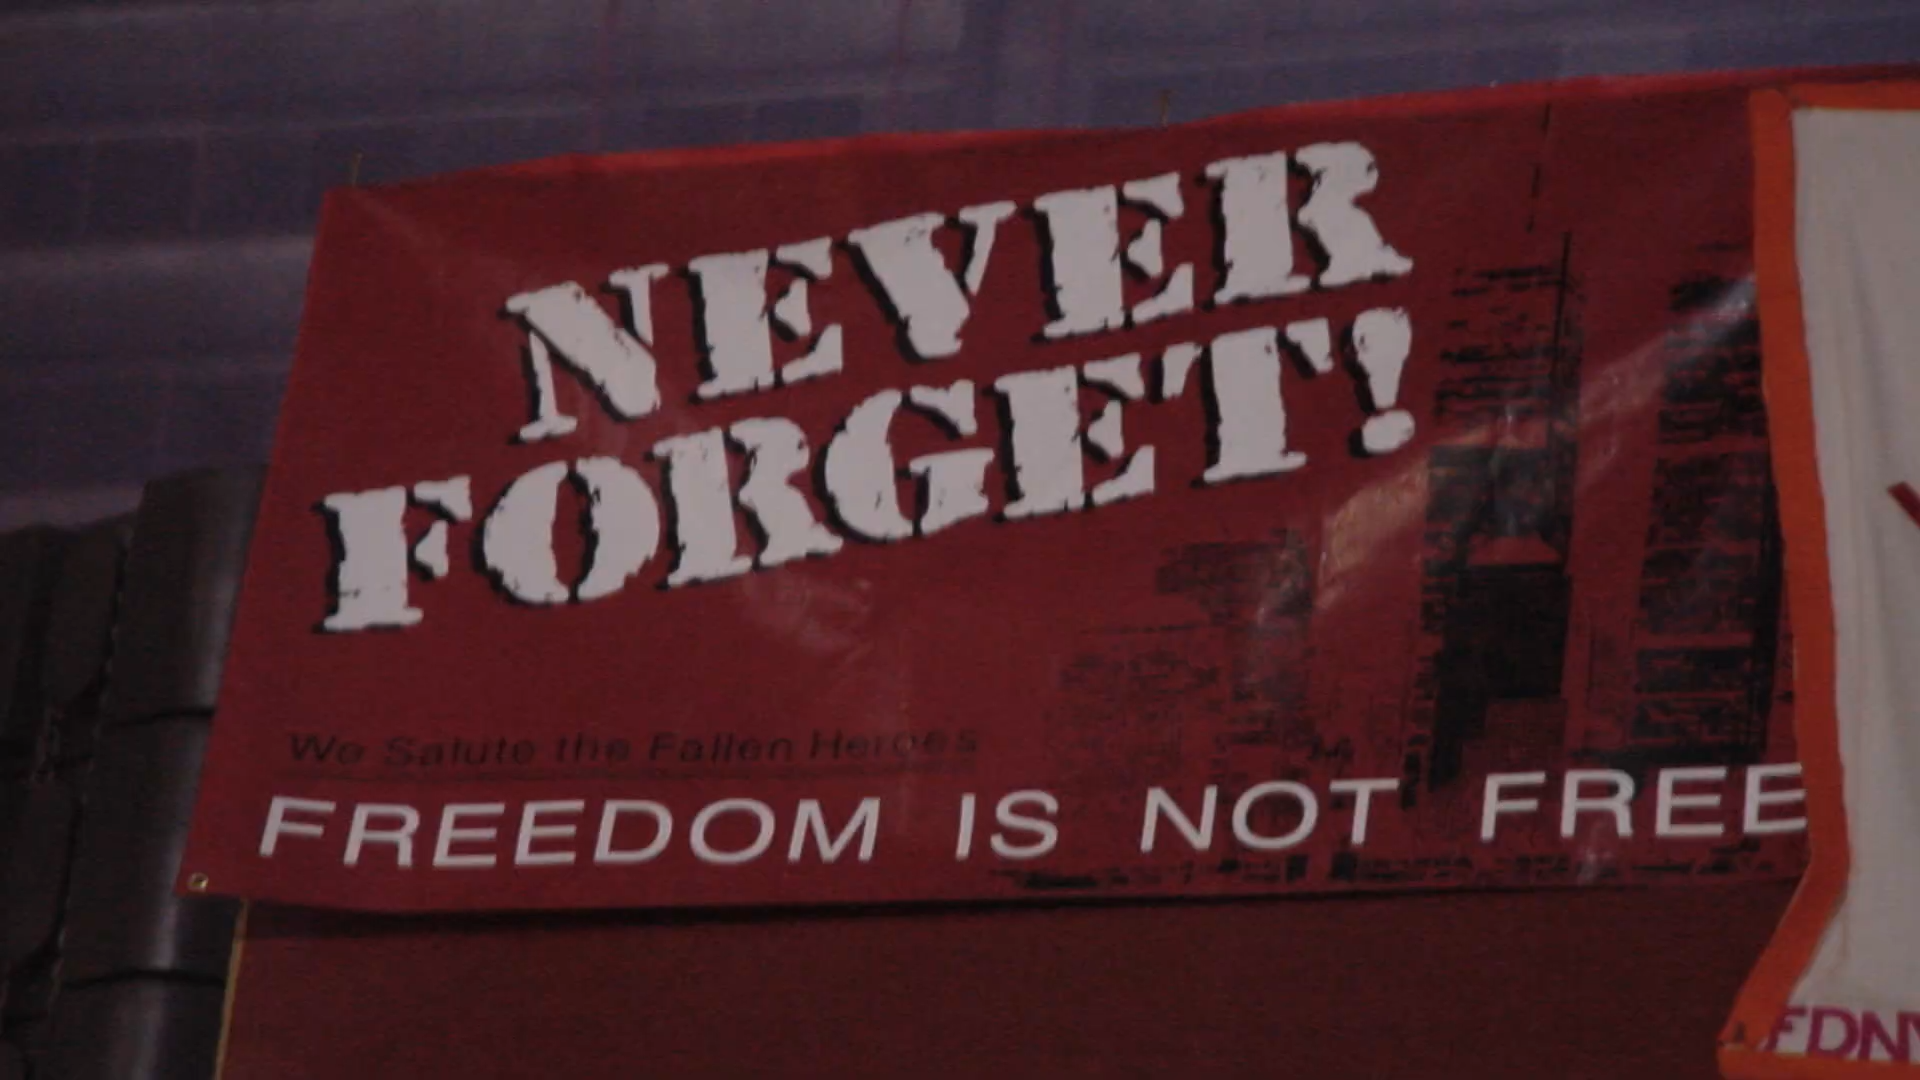 NEVER
FORGET!
We Salute the Fallen Heroes
FREEDOM IS NOT FREE
FDNY